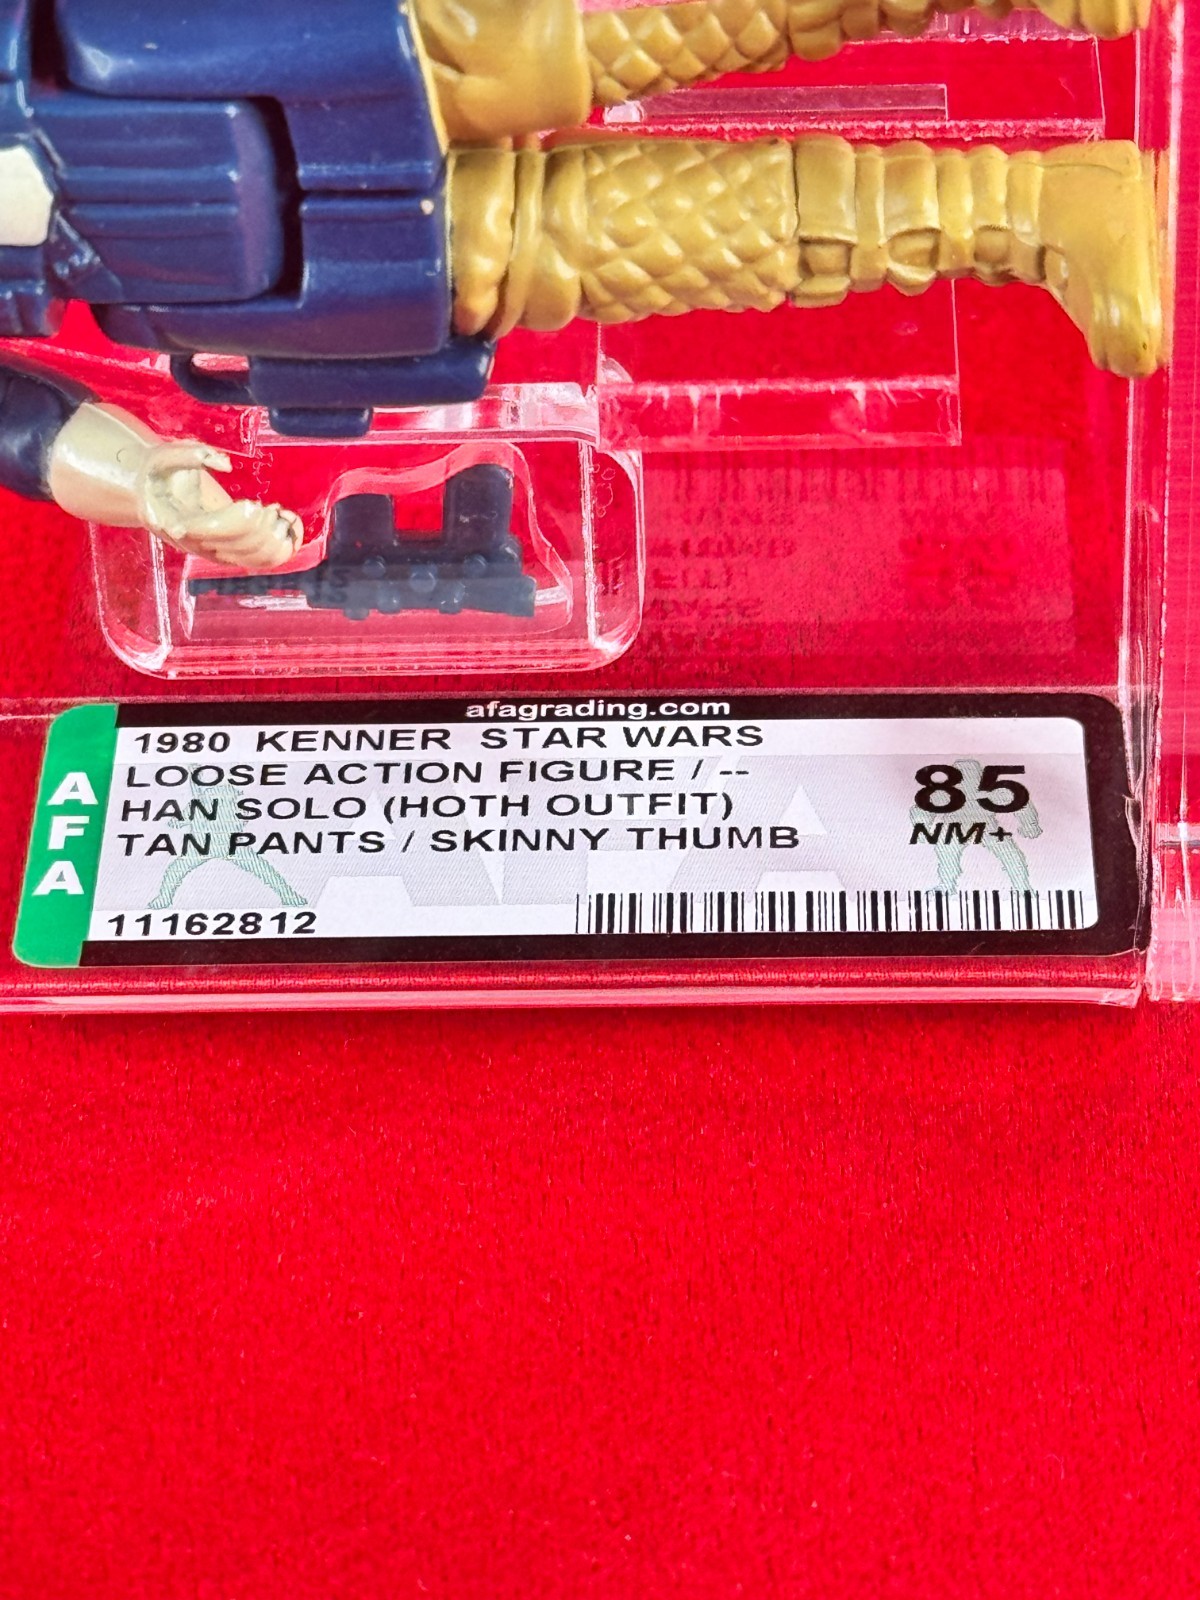 afagrading.com
1980 KENNER STAR WARS
LOOSE ACTION FIGURE / --
HAN SOLO (HOTH OUTFIT)
TAN PANTS / SKINNY THUMB
85
NM+
11162812
AFA